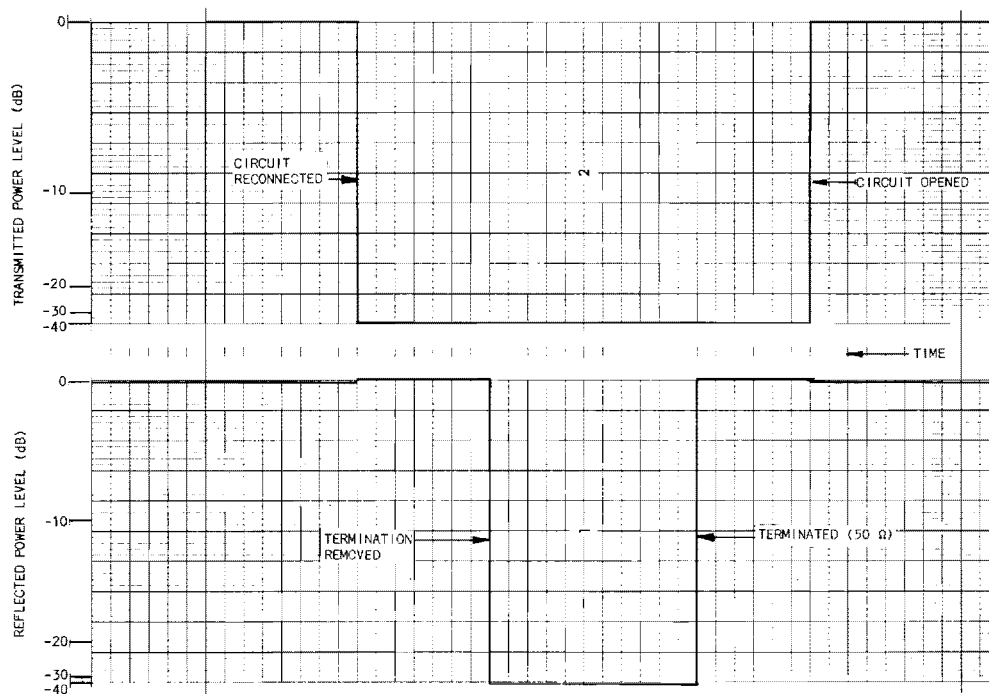 TRANSMITTED POWER LEVEL (dB)
0
-10
-20
-30
-40
CIRCUIT
RECONNECTED
2
CIRCUIT OPENED
TIME
REFLECTED POWER LEVEL (dB)
0
-10
-20
-30
-40
TERMINATION
REMOVED
TERMINATED (50 Ω)